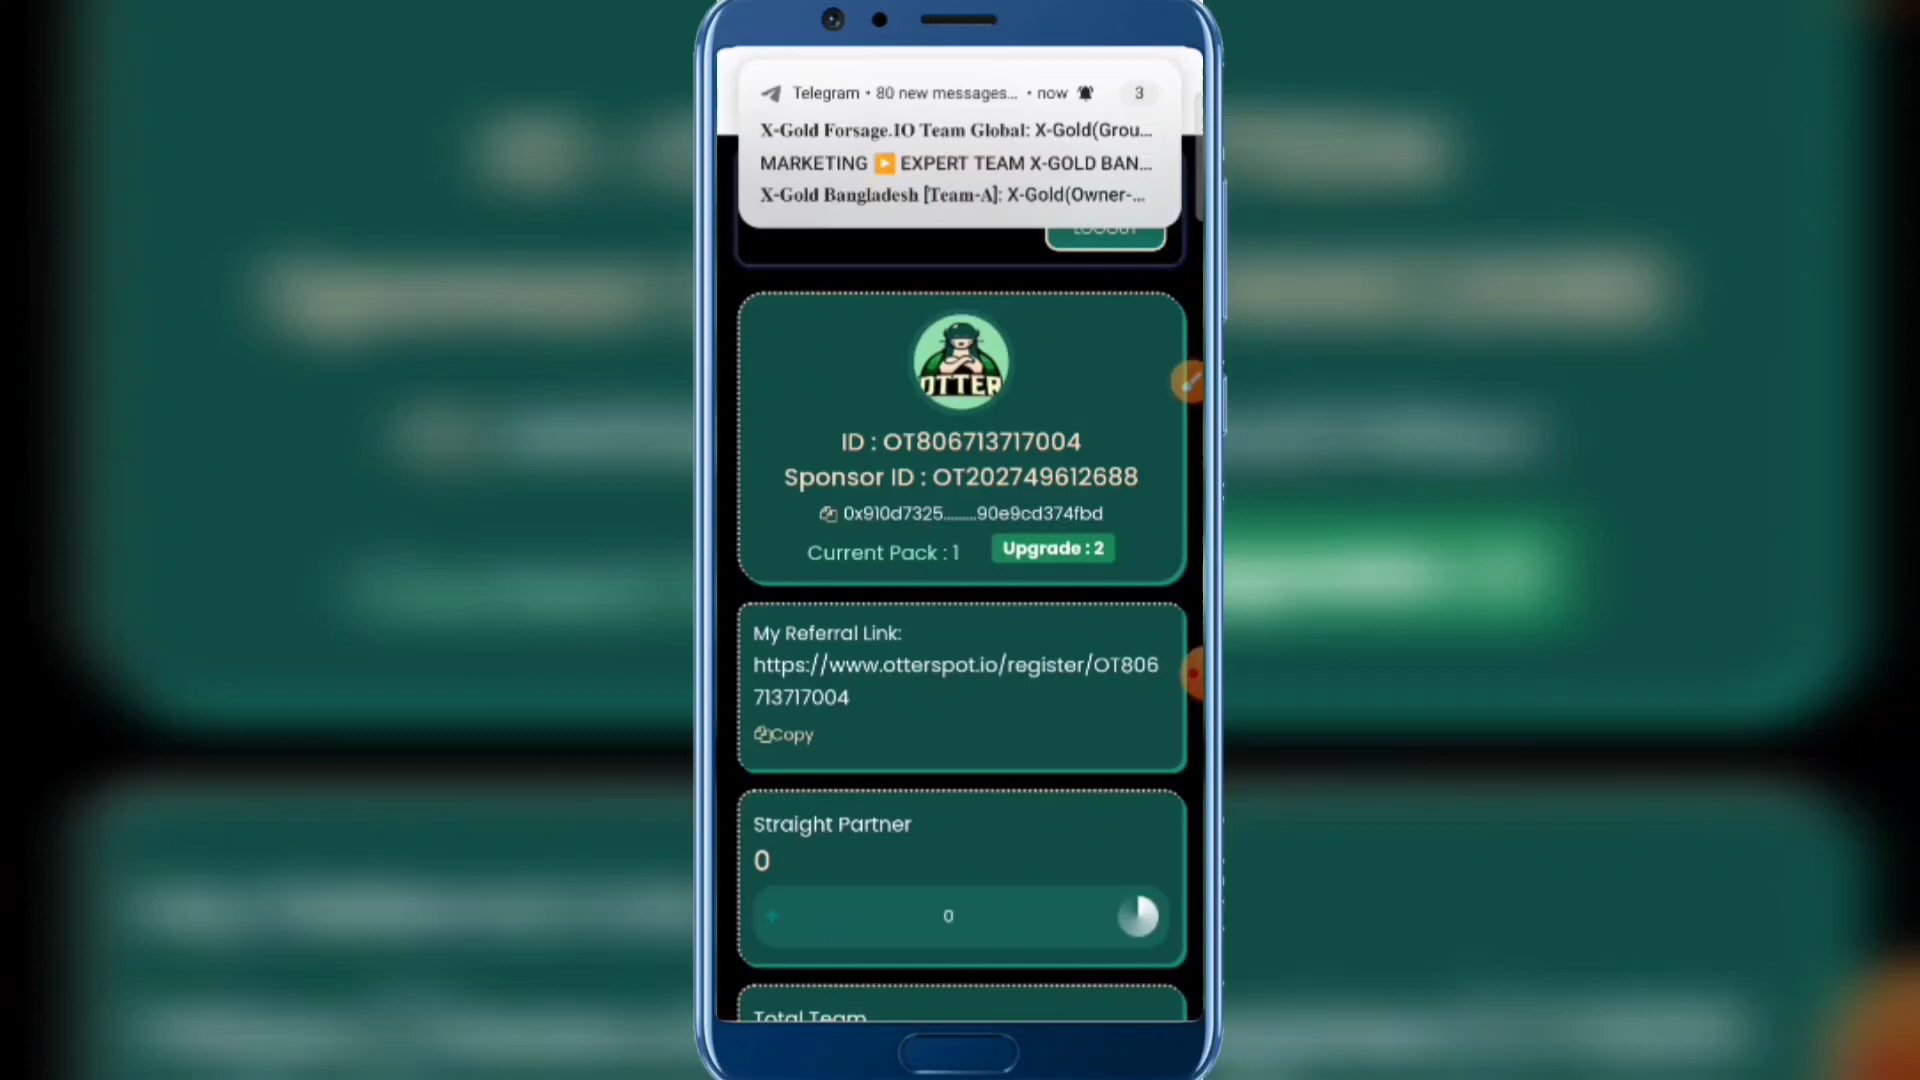 Telegram • 80 new messages... • now 3
X-Gold Forsage.IO Team Global: X-Gold(Grou...
MARKETING ▶️ EXPERT TEAM X-GOLD BAN...
X-Gold Bangladesh [Team-A]: X-Gold(Owner-...
LOGOUT
OTTER
ID : OT806713717004
Sponsor ID : OT202749612688
0x910d7325.........90e9cd374fbd
Current Pack : 1 Upgrade : 2
My Referral Link:
https://www.otterspot.io/register/OT806
713717004
Copy
Straight Partner
0
+ 0
Total Team